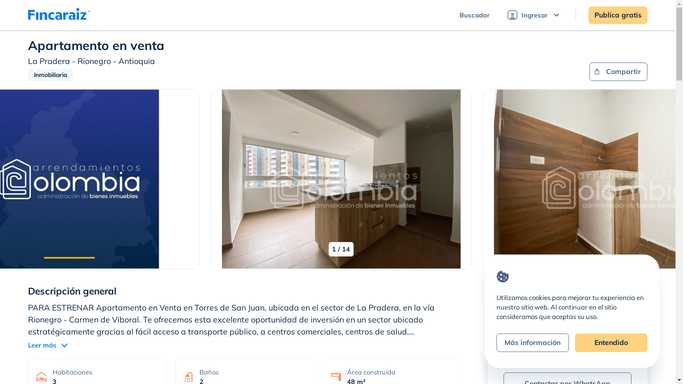 Fincaraiz
Buscador
Ingresar
Publica gratis
Apartamento en venta
La Pradera - Rionegro - Antioquia
Inmobiliaria
Compartir
arrendamientos
Colombia
administración de bienes inmuebles
arrendamientos
Colombia
administración de bienes inmuebles
1 / 14
arrendamientos
Colombia
administración de bienes inmuebles
Descripción general
PARA ESTRENAR Apartamento en Venta en Torres de San Juan, ubicada en el sector de La Pradera, en la vía
Rionegro - Carmen de Viboral. Te ofrecemos esta excelente oportunidad de inversión en un sector ubicado
estratégicamente gracias al fácil acceso a transporte público, a centros comerciales, centros de salud,...
Leer más
Habitaciones
3
Baños
2
Área construida
48 m²
Utilizamos cookies para mejorar tu experiencia en
nuestro sitio web. Al continuar en el sitio
consideramos que aceptas su uso.
Más información
Entendido
Contactar por WhatsApp